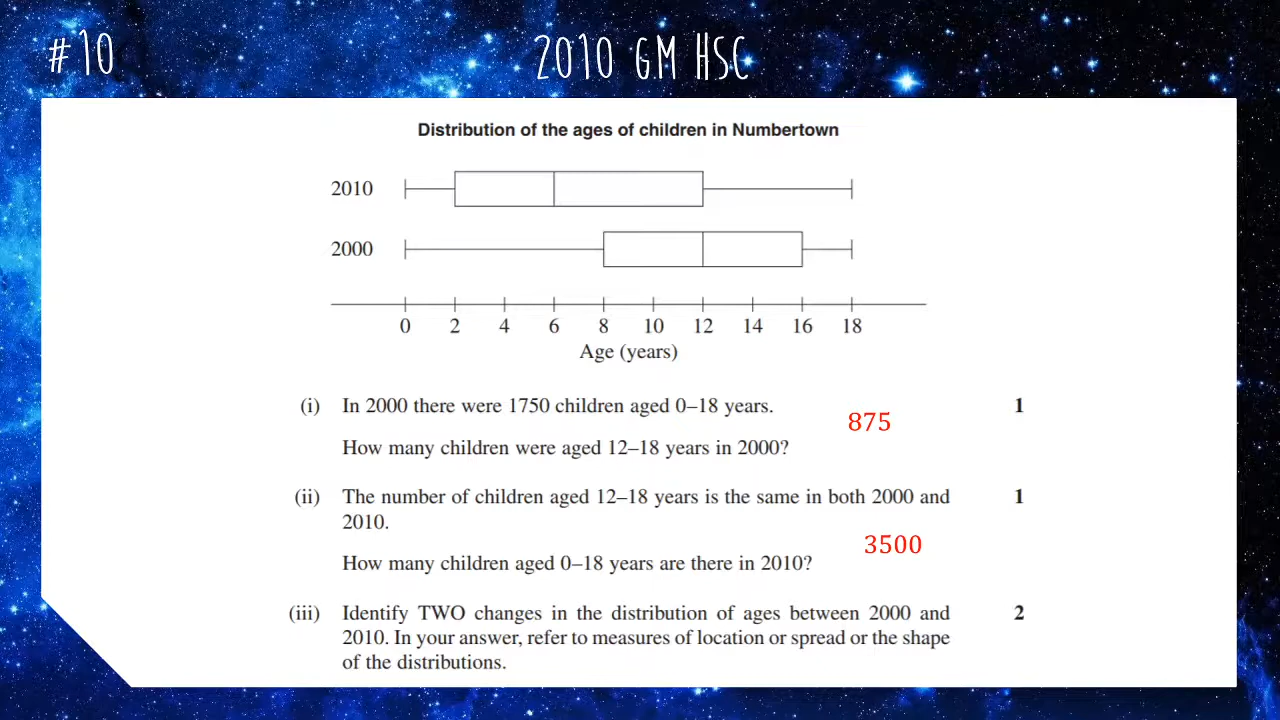 #10
2010 GM HSC
Distribution of the ages of children in Numbertown
2010
2000
0 2 4 6 8 10 12 14 16 18
Age (years)
(i) In 2000 there were 1750 children aged 0–18 years. 1
875
How many children were aged 12–18 years in 2000?
(ii) The number of children aged 12–18 years is the same in both 2000 and 1
2010.
3500
How many children aged 0–18 years are there in 2010?
(iii) Identify TWO changes in the distribution of ages between 2000 and 2
2010. In your answer, refer to measures of location or spread or the shape
of the distributions.